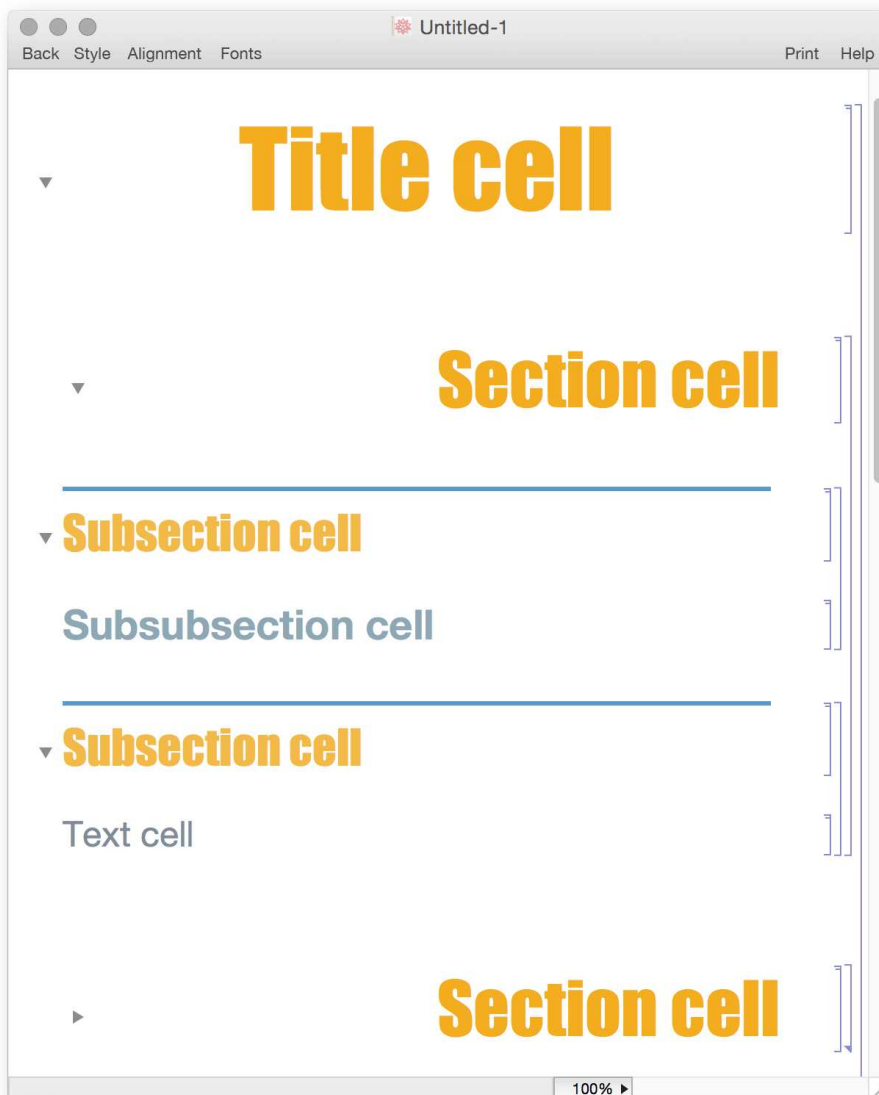 Untitled-1
Back Style Alignment Fonts Print Help
Title cell
Section cell
Subsection cell
Subsubsection cell
Subsection cell
Text cell
Section cell
100%